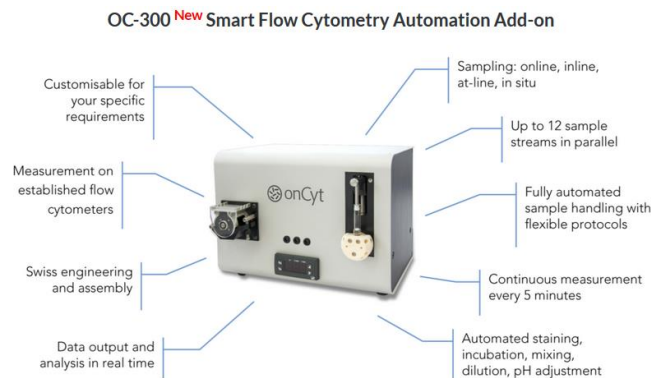 OC-300 New Smart Flow Cytometry Automation Add-on
Customisable for
your specific
requirements
Measurement on
established flow
cytometers
Swiss engineering
and assembly
Data output and
analysis in real time
onCyt
Sampling: online, inline,
at-line, in situ
Up to 12 sample
streams in parallel
Fully automated
sample handling with
flexible protocols
Continuous measurement
every 5 minutes
Automated staining,
incubation, mixing,
dilution, pH adjustment